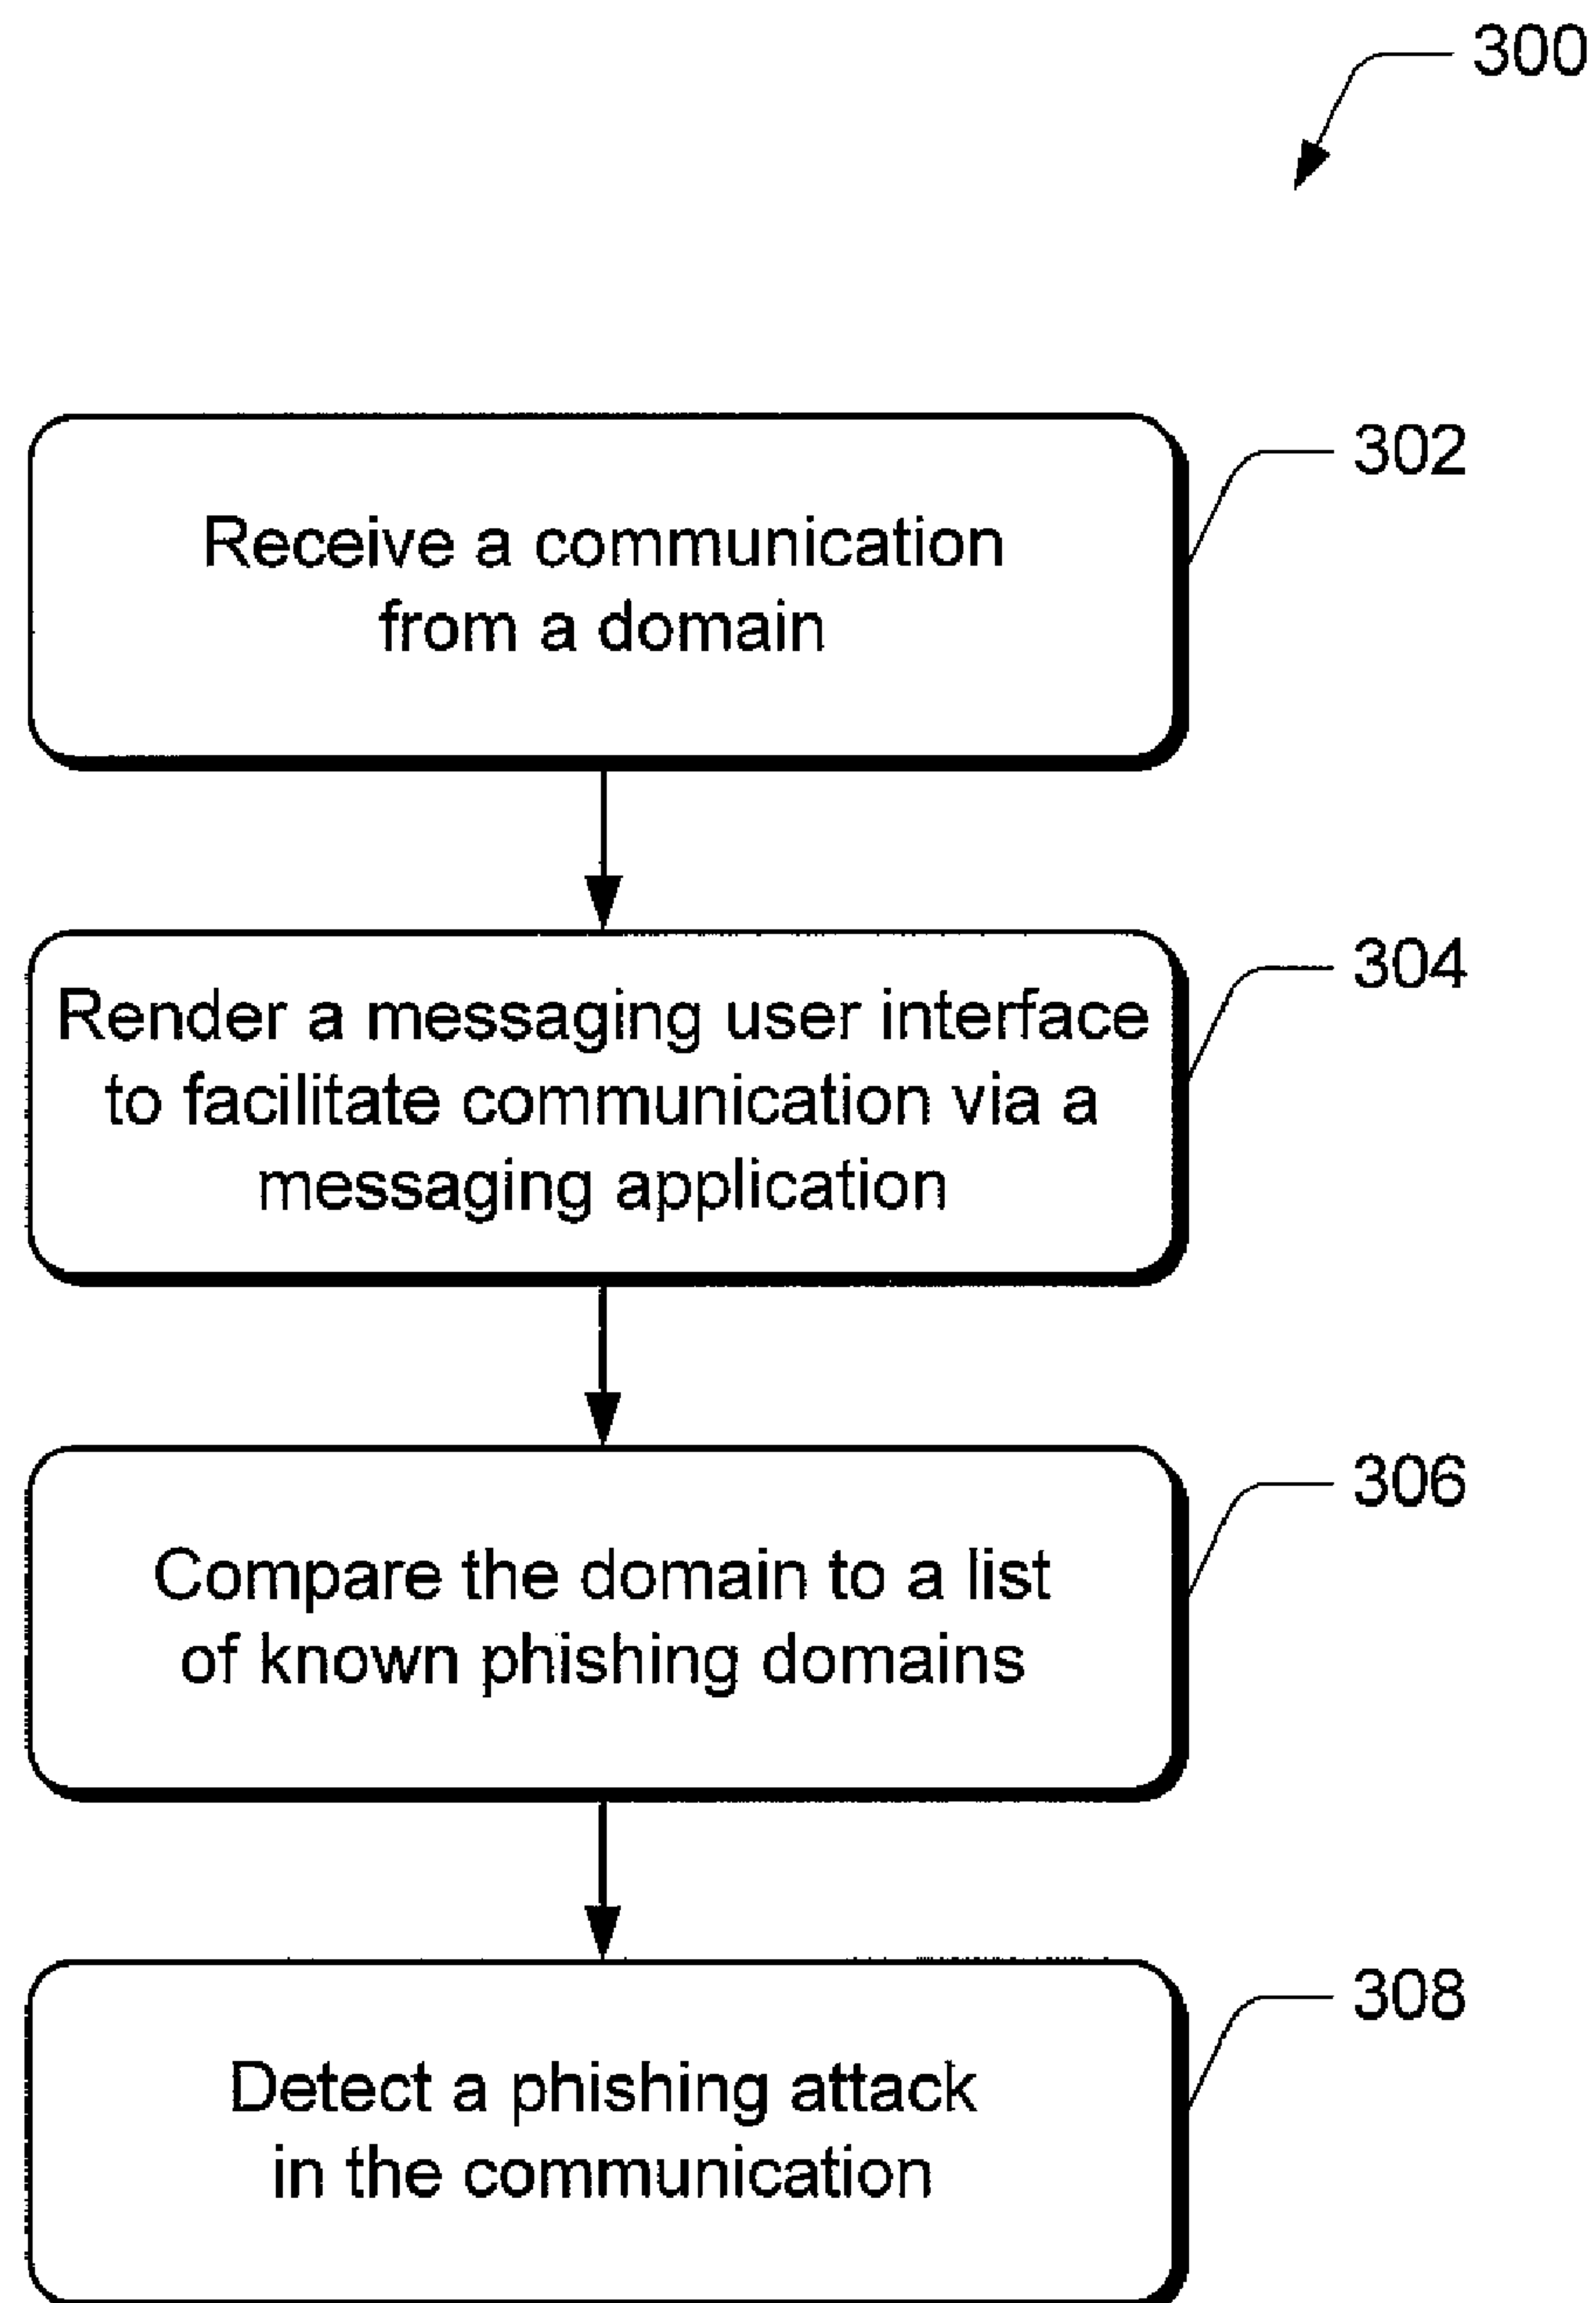 300
Receive a communication
from a domain
302
Render a messaging user interface
to facilitate communication via a
messaging application
304
Compare the domain to a list
of known phishing domains
306
Detect a phishing attack
in the communication
308